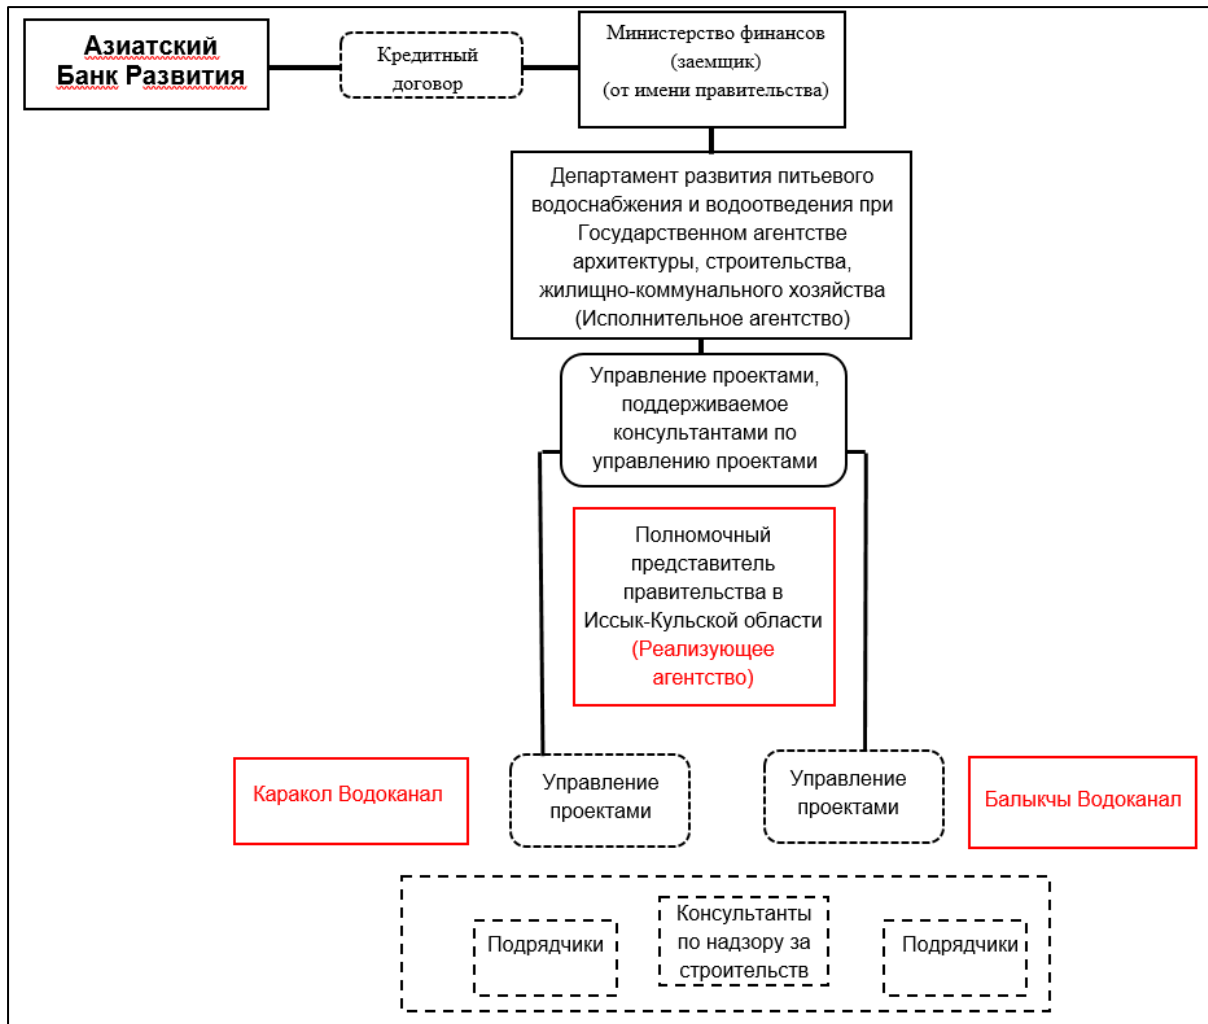 Азиатский
Банк Развития
Кредитный
договор
Министерство финансов
(заемщик)
(от имени правительства)
Департамент развития питьевого
водоснабжения и водоотведения при
Государственном агентстве
архитектуры, строительства,
жилищно-коммунального хозяйства
(Исполнительное агентство)
Управление проектами,
поддерживаемое
консультантами по
управлению проектами
Полномочный
представитель
правительства в
Иссык-Кульской области
(Реализующее
агентство)
Каракол Водоканал
Управление
проектами
Управление
проектами
Балыкчы Водоканал
Подрядчики
Консультанты
по надзору за
строительств
Подрядчики